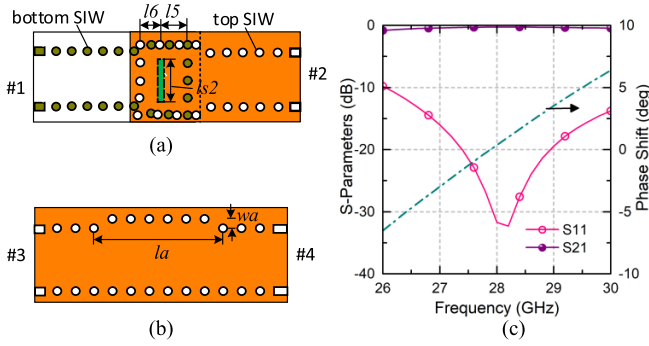 bottom SIW
l6
l5
top SIW
#1
ls2
#2
(a)
wa
#3
la
#4
(b)
0
-10
-20
-30
-40
S-Parameters (dB)
10
5
0
-5
-10
Phase Shift (deg)
S11
S21
26
27
28
29
30
Frequency (GHz)
(c)